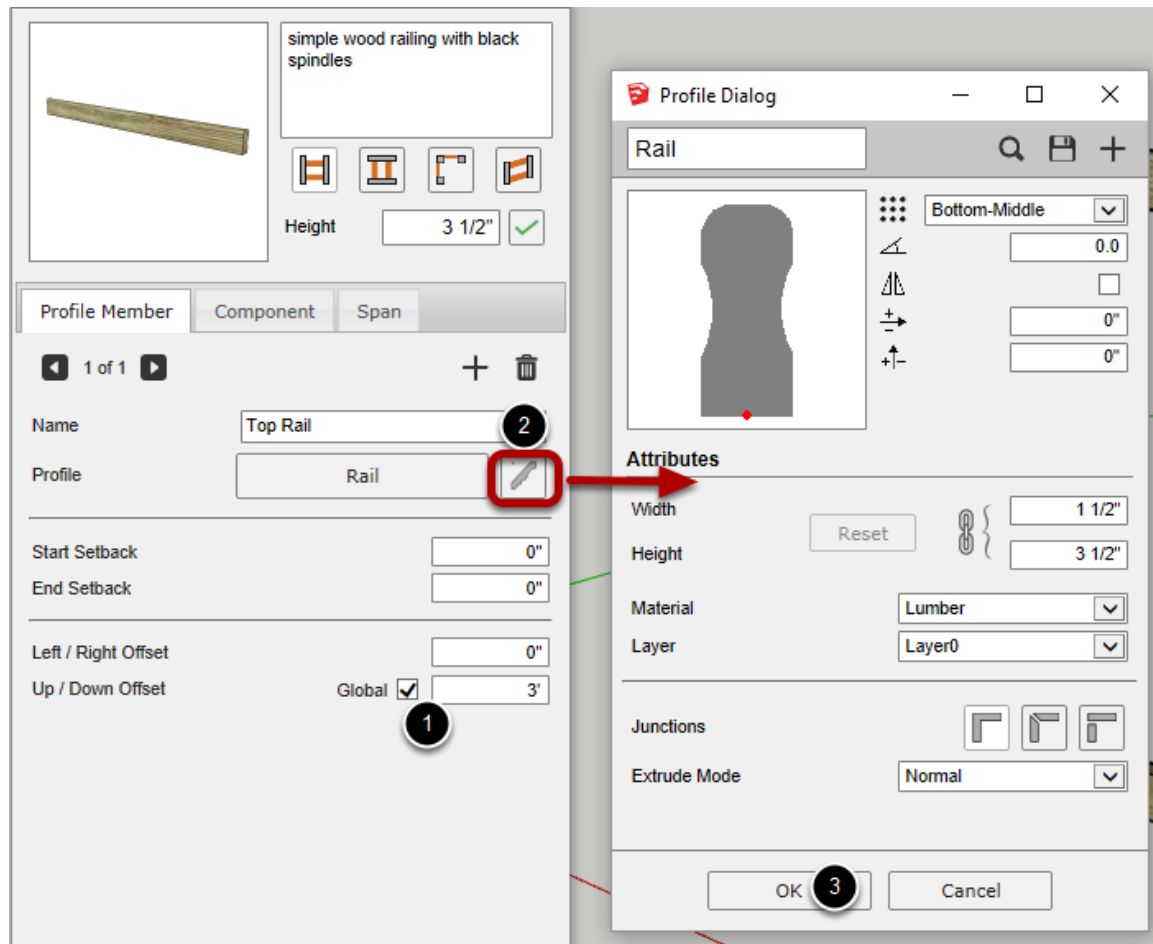 simple wood railing with black
spindles
Height 3 1/2"
Profile Member Component Span
1 of 1
Name Top Rail 2
Profile Rail
Start Setback 0"
End Setback 0"
Left / Right Offset 0"
Up / Down Offset Global 3'
1
Profile Dialog
Rail
Bottom-Middle
0.0
0"
0"
Attributes
Width 1 1/2"
Reset
Height 3 1/2"
Material Lumber
Layer Layer0
Junctions
Extrude Mode Normal
OK 3 Cancel